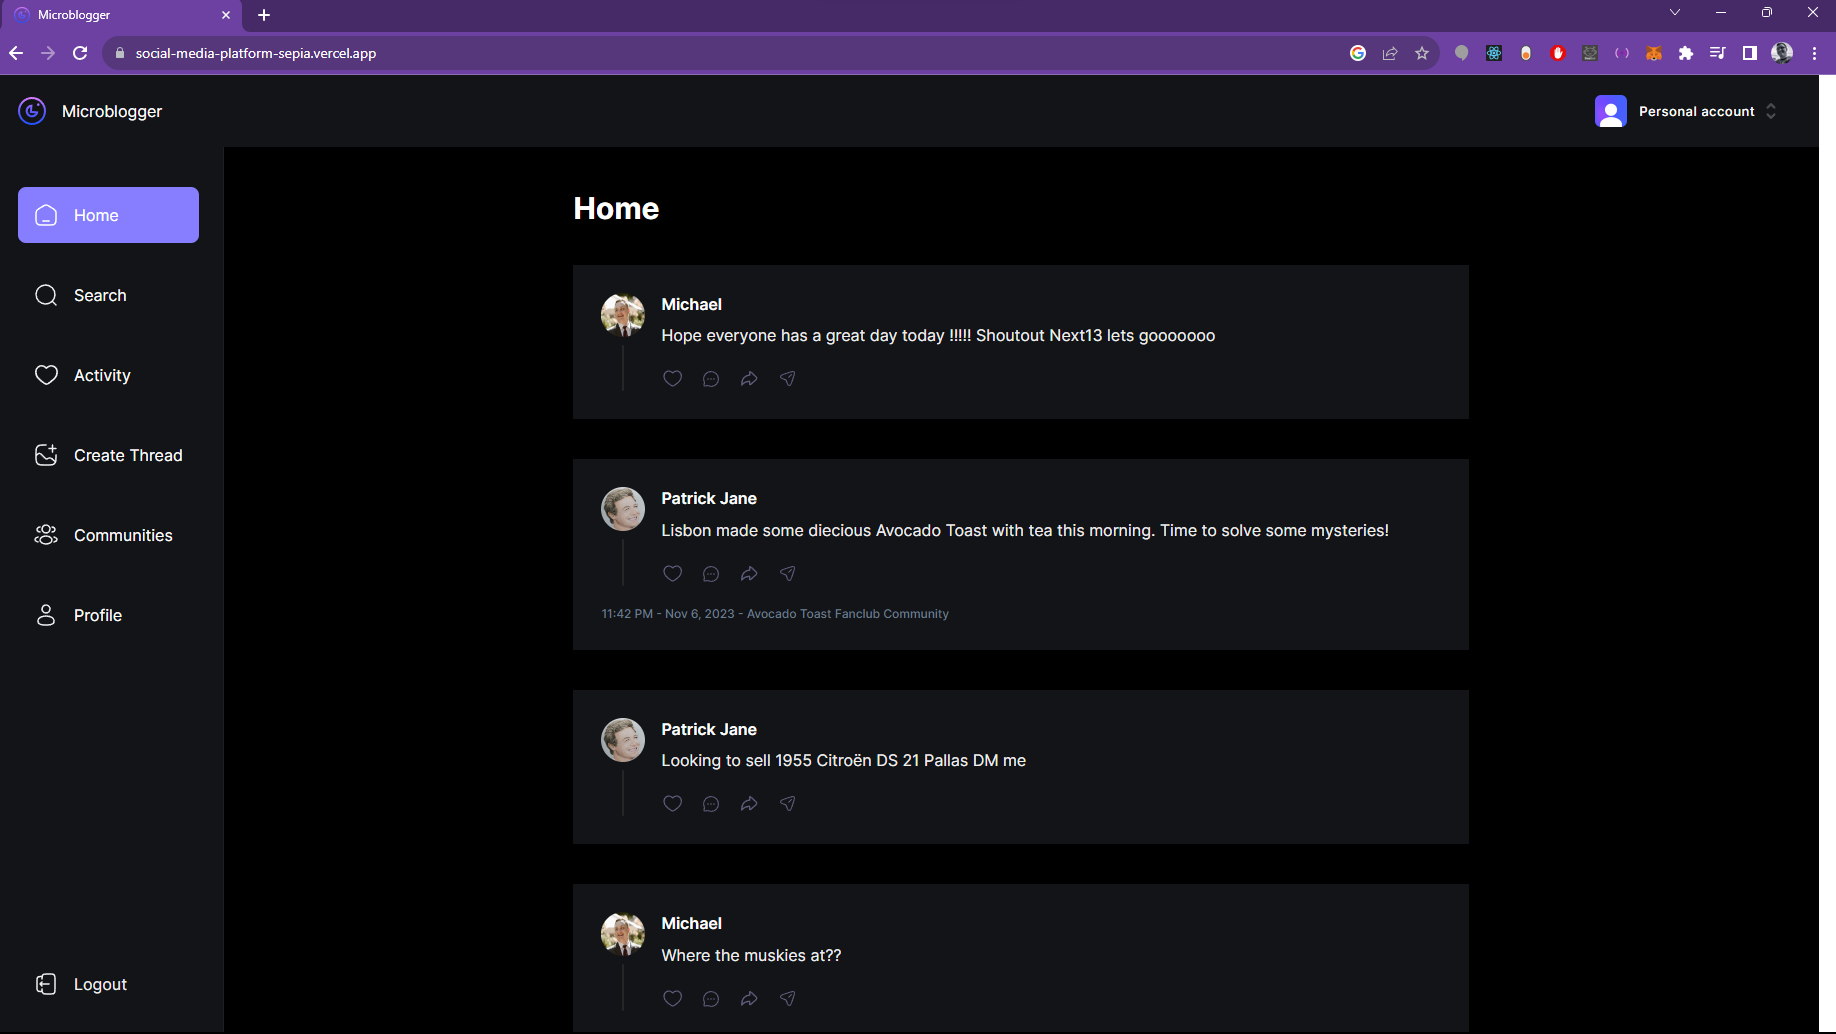 Microblogger
social-media-platform-sepia.vercel.app
Microblogger
Personal account
Home
Search
Activity
Create Thread
Communities
Profile
Logout
Home
Michael
Hope everyone has a great day today !!!!! Shoutout Next13 lets gooooooo
Patrick Jane
Lisbon made some diecious Avocado Toast with tea this morning. Time to solve some mysteries!
11:42 PM - Nov 6, 2023 - Avocado Toast Fanclub Community
Patrick Jane
Looking to sell 1955 Citroën DS 21 Pallas DM me
Michael
Where the muskies at??